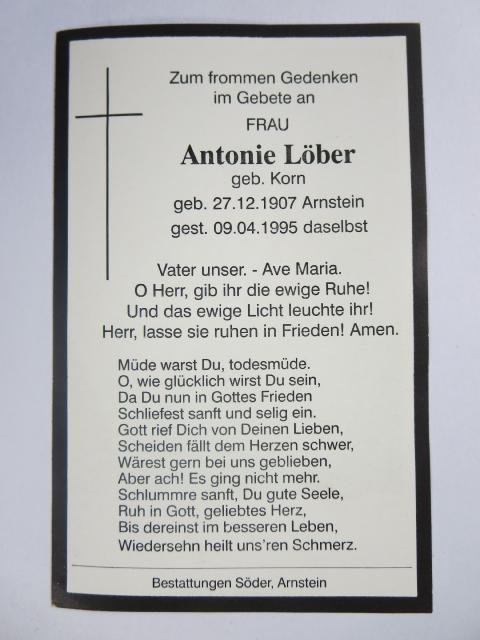 Zum frommen Gedenken
im Gebete an
FRAU
Antonie Löber
geb. Korn
geb. 27.12.1907 Arnstein
gest. 09.04.1995 daselbst
Vater unser. - Ave Maria.
O Herr, gib ihr die ewige Ruhe!
Und das ewige Licht leuchte ihr!
Herr, lasse sie ruhen in Frieden! Amen.
Müde warst Du, todesmüde.
O, wie glücklich wirst Du sein,
Da Du nun in Gottes Frieden
Schliefest sanft und selig ein.
Gott rief Dich von Deinen Lieben,
Scheiden fällt dem Herzen schwer,
Wärest gern bei uns geblieben,
Aber ach! Es ging nicht mehr.
Schlummre sanft, Du gute Seele,
Ruh in Gott, geliebtes Herz,
Bis dereinst im besseren Leben,
Wiedersehn heilt uns'ren Schmerz.
Bestattungen Söder, Arnstein